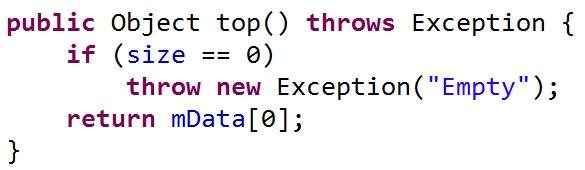 public Object top() throws Exception {
    if (size == 0)
        throw new Exception("Empty");
    return mData[0];
}